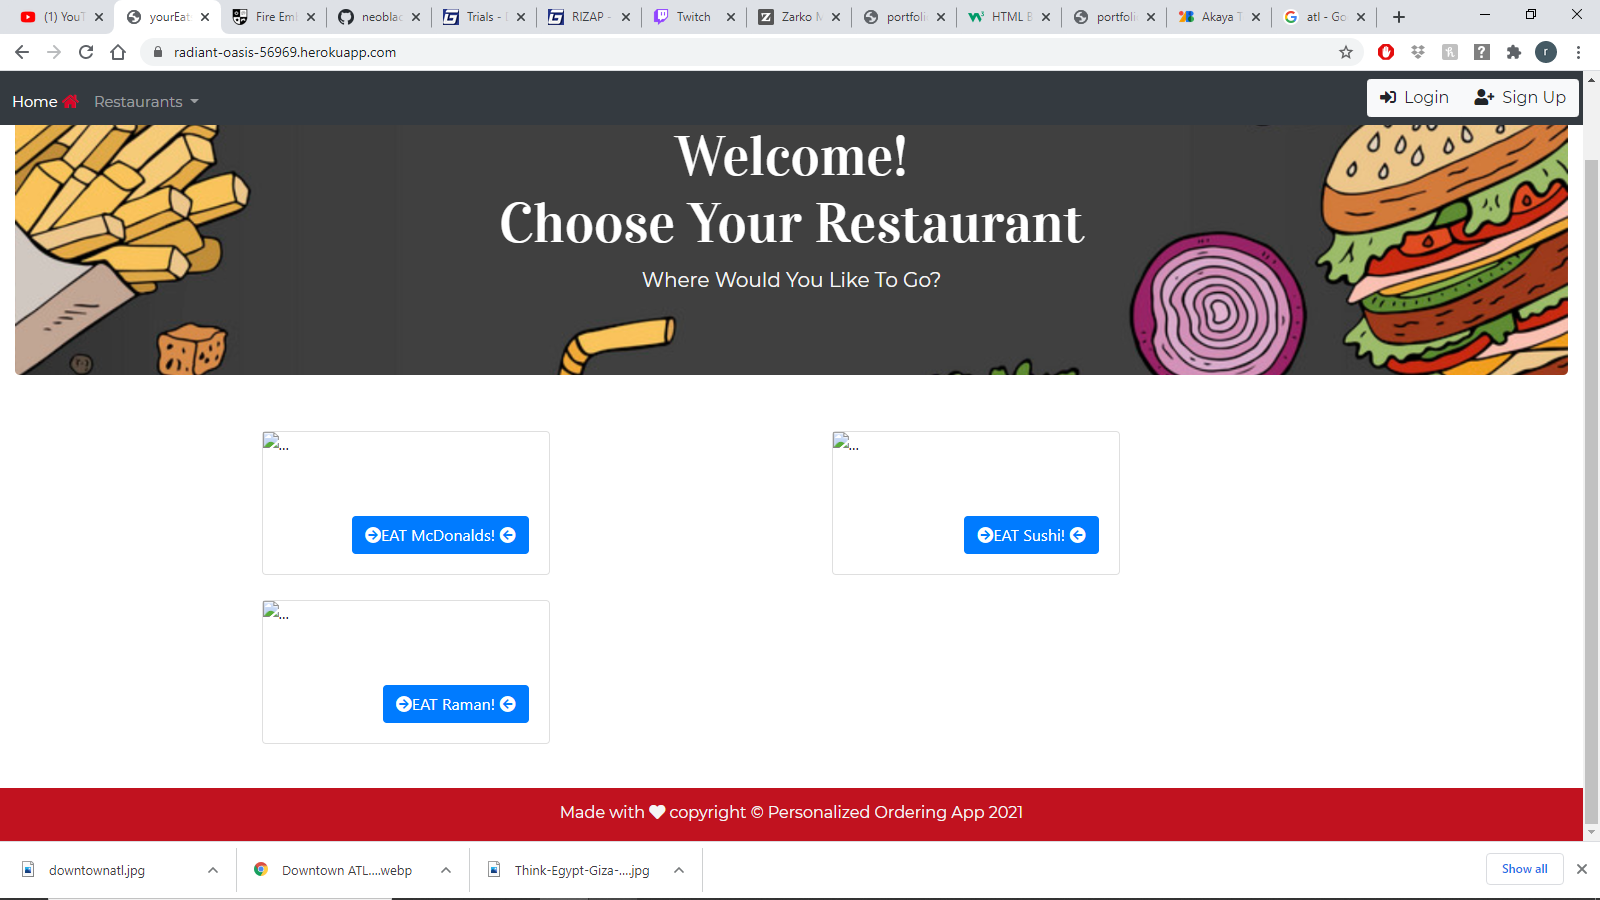 (1) YouT
yourEat
Fire Em
neoblac
Trials -
RIZAP -
Twitch
Zarko M
portfoli
HTML B
portfoli
Akaya T
atl - Go
radiant-oasis-56969.herokuapp.com
r
Home
Restaurants
Login
Sign Up
Welcome!
Choose Your Restaurant
Where Would You Like To Go?
...
...
EAT McDonalds!
EAT Sushi!
...
EAT Raman!
Made with copyright © Personalized Ordering App 2021
downtownatl.jpg
Downtown ATL....webp
Think-Egypt-Giza-....jpg
Show all